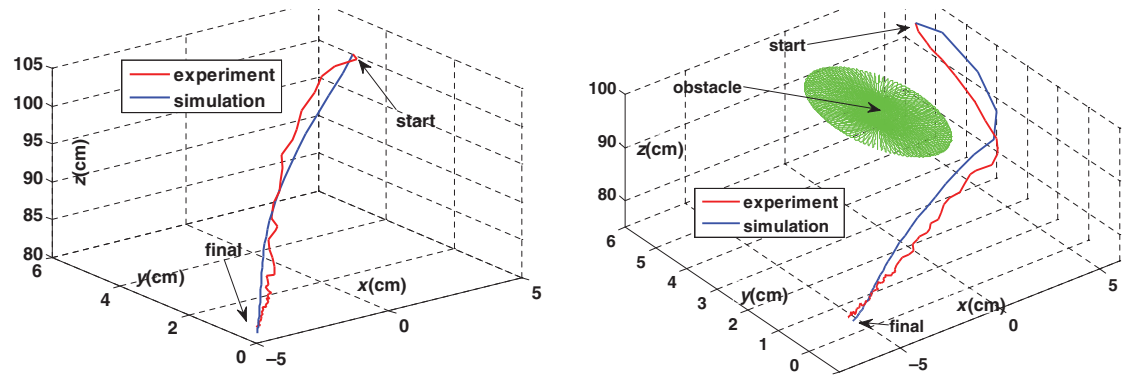 105
100
95
90
85
80
z(cm)
experiment
simulation
start
final
6
4
2
0
y(cm)
x(cm)
–5
0
5
start
obstacle
100
90
80
z(cm)
experiment
simulation
6
5
4
3
2
1
0
y(cm)
x(cm)
final
–5
0
5